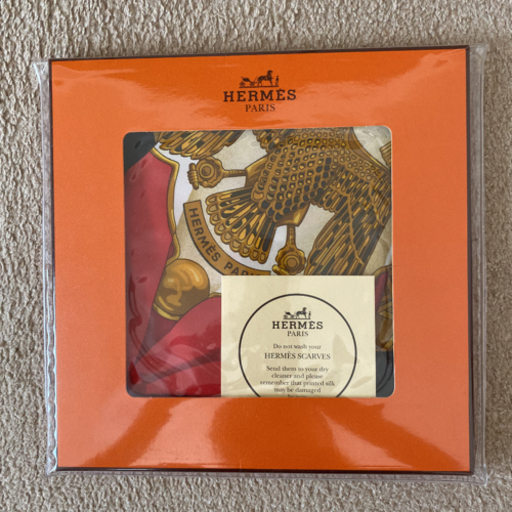 HERMÈS
PARIS
HERMÈS PARIS
HERMÈS
PARIS
Do not wash your
HERMÈS SCARVES
Send them to your dry
cleaner and please
remember that printed silk
may be damaged